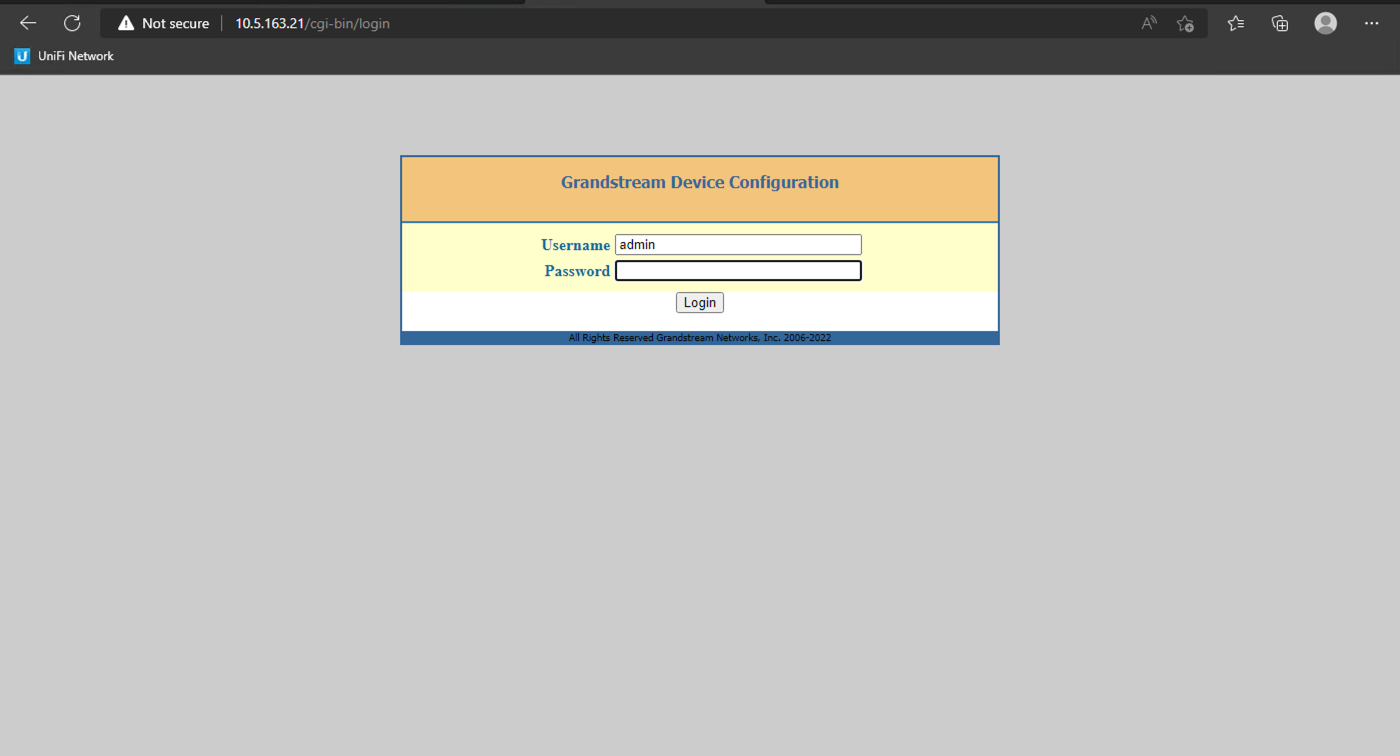 Not secure 10.5.163.21/cgi-bin/login
UniFi Network
Grandstream Device Configuration
Username admin
Password
Login
All Rights Reserved Grandstream Networks, Inc. 2006-2022